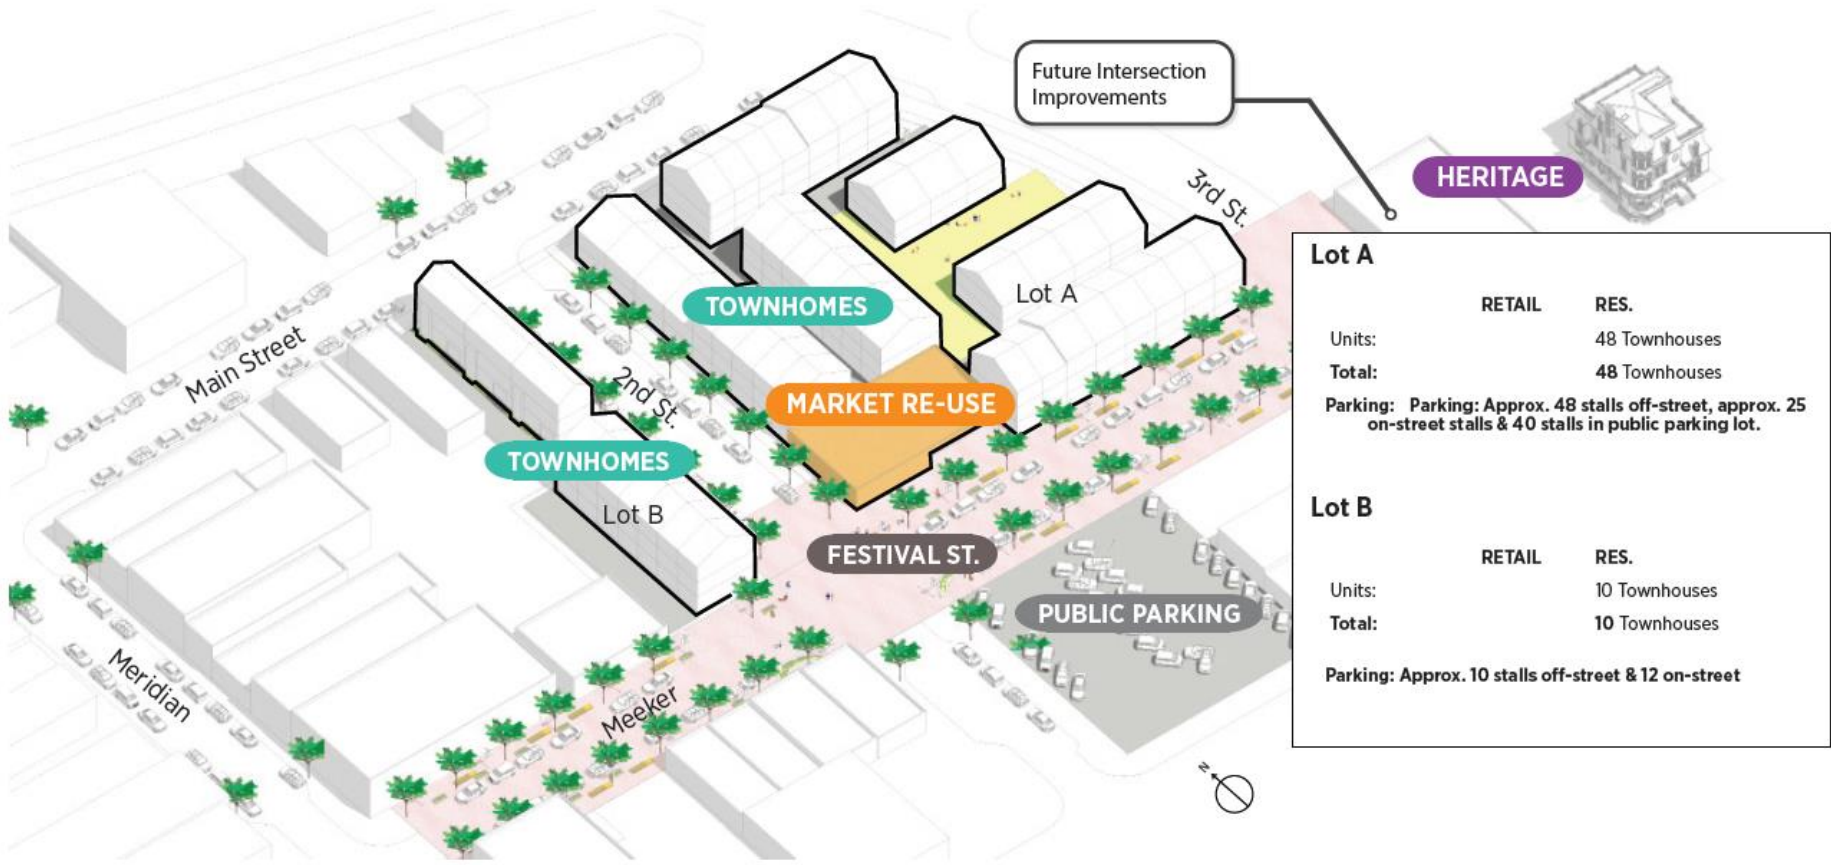 Future Intersection
Improvements
HERITAGE
3rd St.
Lot A
TOWNHOMES
Main Street
2nd St.
MARKET RE-USE
TOWNHOMES
Lot B
FESTIVAL ST.
PUBLIC PARKING
Meridian
Meeker
N
Lot A
RETAIL RES.
Units: 48 Townhouses
Total: 48 Townhouses
Parking: Parking: Approx. 48 stalls off-street, approx. 25
on-street stalls & 40 stalls in public parking lot.
Lot B
RETAIL RES.
Units: 10 Townhouses
Total: 10 Townhouses
Parking: Approx. 10 stalls off-street & 12 on-street